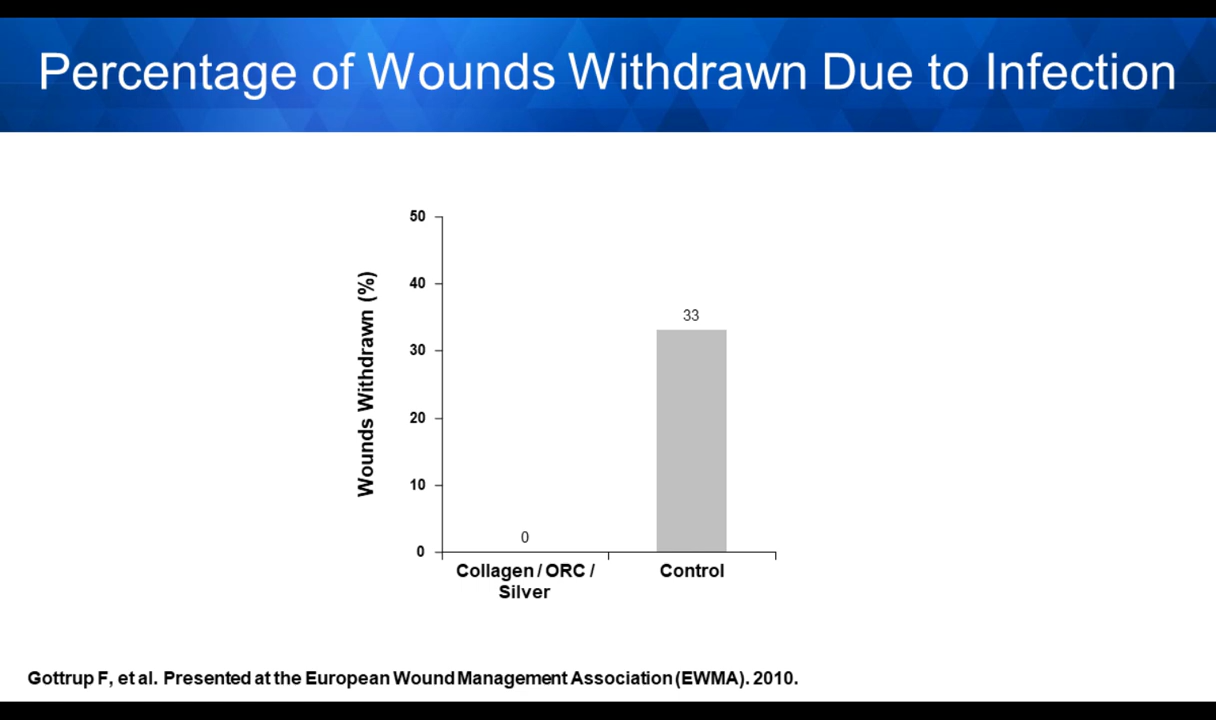 Percentage of Wounds Withdrawn Due to Infection
50
40
30
20
10
0
Wounds Withdrawn (%)
0
33
Collagen / ORC /
Silver
Control
Gottrup F, et al. Presented at the European Wound Management Association (EWMA). 2010.